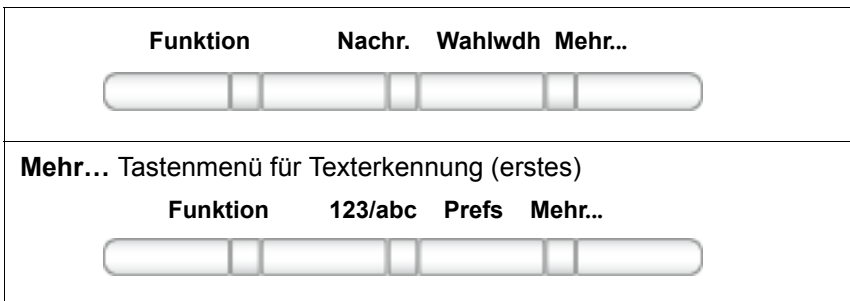 Funktion Nachr. Wahlwdh Mehr...
Mehr… Tastenmenü für Texterkennung (erstes)
Funktion 123/abc Prefs Mehr...